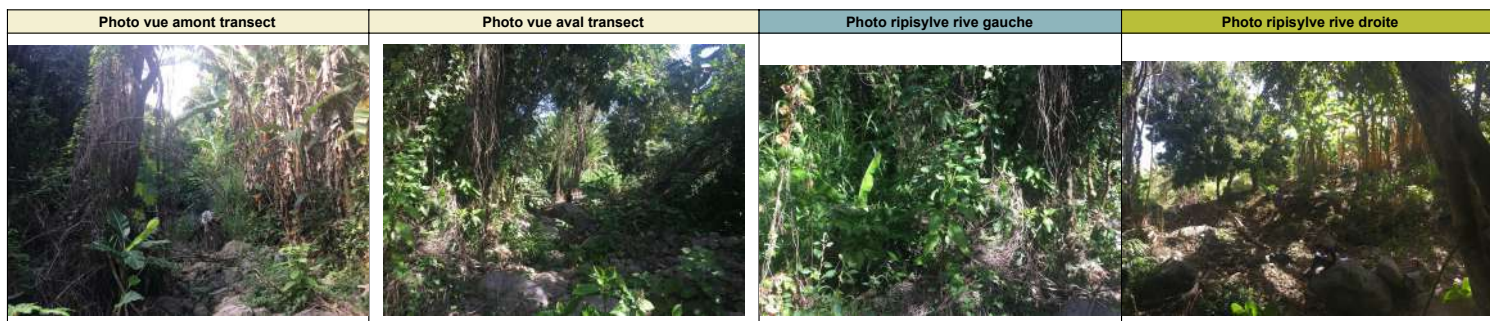 Photo vue amont transect
Photo vue aval transect
Photo ripisylve rive gauche
Photo ripisylve rive droite